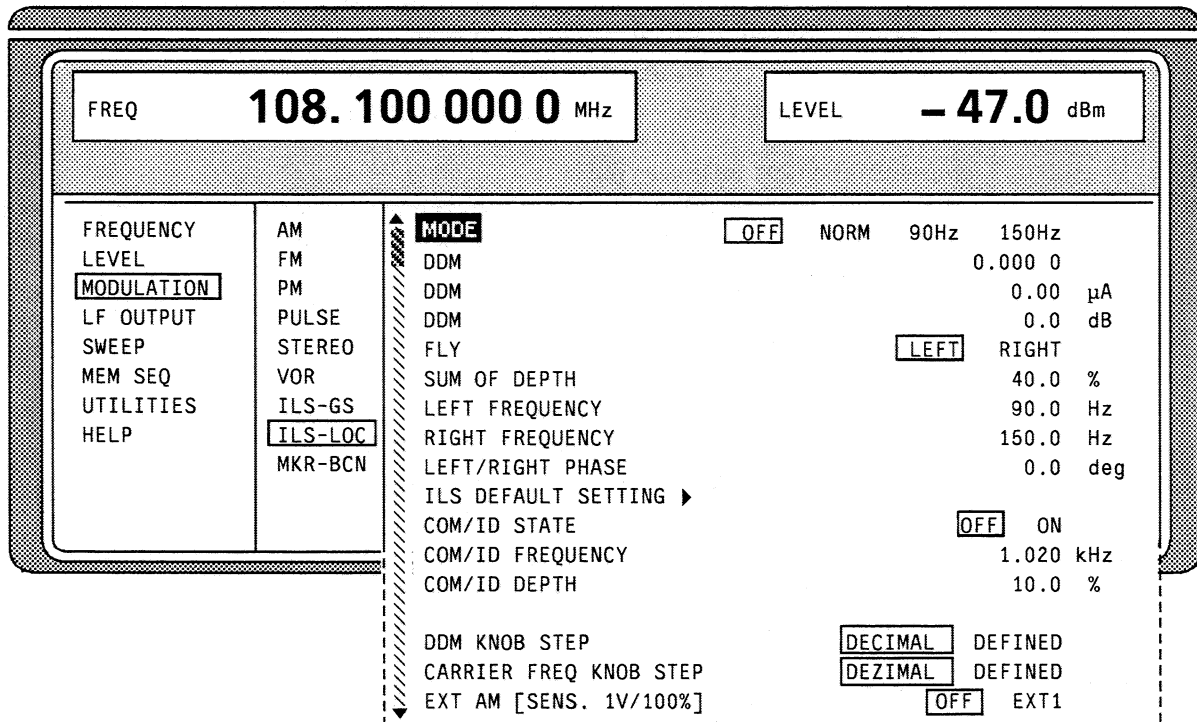 FREQ 108.100 000 0 MHz
LEVEL – 47.0 dBm
FREQUENCY
LEVEL
MODULATION
LF OUTPUT
SWEEP
MEM SEQ
UTILITIES
HELP
AM
FM
PM
PULSE
STEREO
VOR
ILS-GS
ILS-LOC
MKR-BCN
MODE OFF NORM 90Hz 150Hz
DDM 0.000 0
DDM 0.00 µA
DDM 0.0 dB
FLY LEFT RIGHT
SUM OF DEPTH 40.0 %
LEFT FREQUENCY 90.0 Hz
RIGHT FREQUENCY 150.0 Hz
LEFT/RIGHT PHASE 0.0 deg
ILS DEFAULT SETTING
COM/ID STATE OFF ON
COM/ID FREQUENCY 1.020 kHz
COM/ID DEPTH 10.0 %
DDM KNOB STEP DECIMAL DEFINED
CARRIER FREQ KNOB STEP DEZIMAL DEFINED
EXT AM [SENS. 1V/100%] OFF EXT1